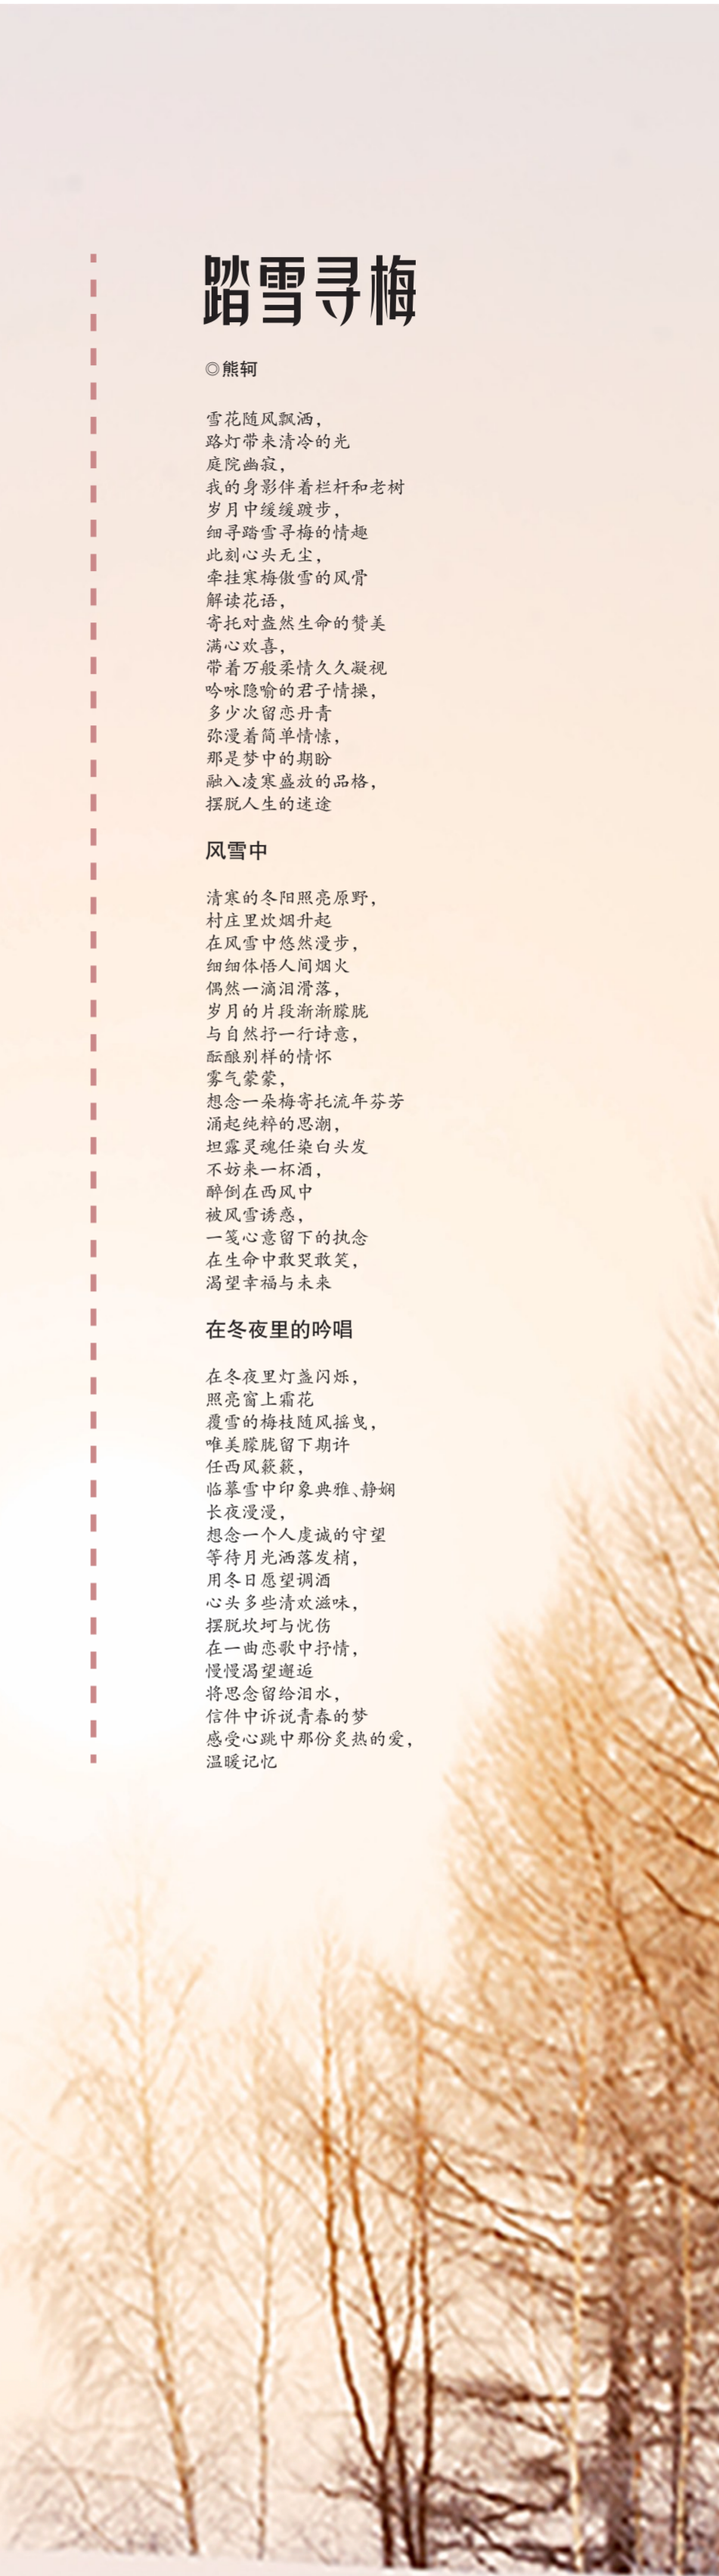 踏雪寻梅
◎熊轲
雪花随风飘洒，
路灯带来清冷的光
庭院幽寂，
我的身影伴着栏杆和老树
岁月中缓缓踱步，
细寻踏雪寻梅的情趣
此刻心头无尘，
牵挂寒梅傲雪的风骨
解读花语，
寄托对盎然生命的赞美
满心欢喜，
带着万般柔情久久凝视
吟咏隐喻的君子情操，
多少次留恋丹青
弥漫着简单情愫，
那是梦中的期盼
融入凌寒盛放的品格，
摆脱人生的迷途
风雪中
清寒的冬阳照亮原野，
村庄里炊烟升起
在风雪中悠然漫步，
细细体悟人间烟火
偶然一滴泪滑落，
岁月的片段渐渐朦胧
与自然抒一行诗意，
酝酿别样的情怀
雾气蒙蒙，
想念一朵梅寄托流年芬芳
涌起纯粹的思潮，
坦露灵魂任染白头发
不妨来一杯酒，
醉倒在西风中
被风雪诱惑，
一笺心意留下的执念
在生命中敢哭敢笑，
渴望幸福与未来
在冬夜里的吟唱
在冬夜里灯盏闪烁，
照亮窗上霜花
覆雪的梅枝随风摇曳，
唯美朦胧留下期许
任西风簌簌，
临摹雪中印象典雅、静娴
长夜漫漫，
想念一个人虔诚的守望
等待月光洒落发梢，
用冬日愿望调酒
心头多些清欢滋味，
摆脱坎坷与忧伤
在一曲恋歌中抒情，
慢慢渴望邂逅
将思念留给泪水，
信件中诉说青春的梦
感受心跳中那份炙热的爱，
温暖记忆